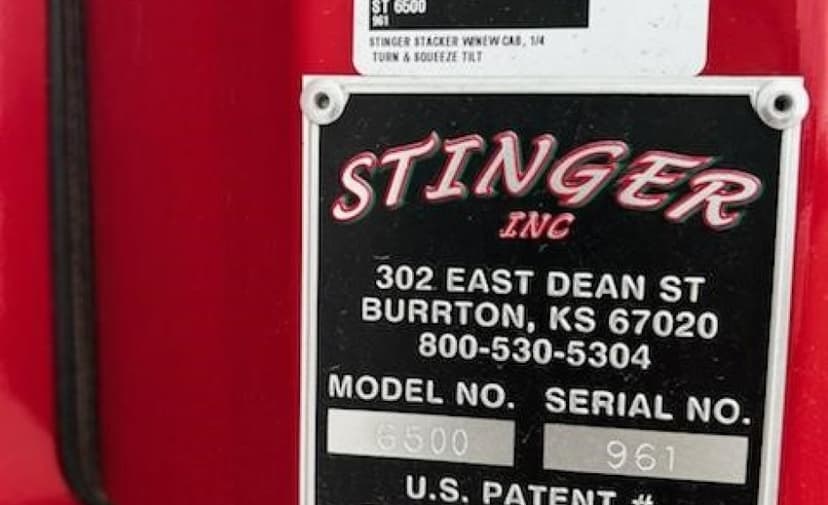 ST 6500
961
STINGER STACKER W/NEW CAB, 1/4
TURN & SQUEEZE TILT
STINGER
INC
302 EAST DEAN ST
BURRTON, KS 67020
800-530-5304
MODEL NO. SERIAL NO.
6500 961
U.S. PATENT #